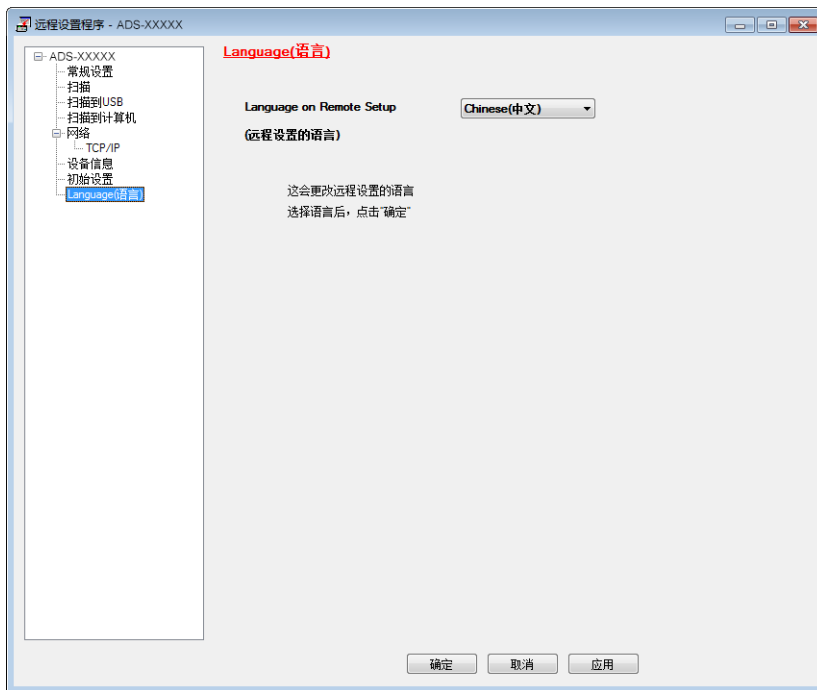 远程设置程序 - ADS-XXXXX
ADS-XXXXX
常规设置
扫描
扫描到USB
扫描到计算机
网络
TCP/IP
设备信息
初始设置
Language(语言)
Language(语言)
Language on Remote Setup
Chinese(中文)
(远程设置的语言)
这会更改远程设置的语言
选择语言后，点击"确定"
确定
取消
应用